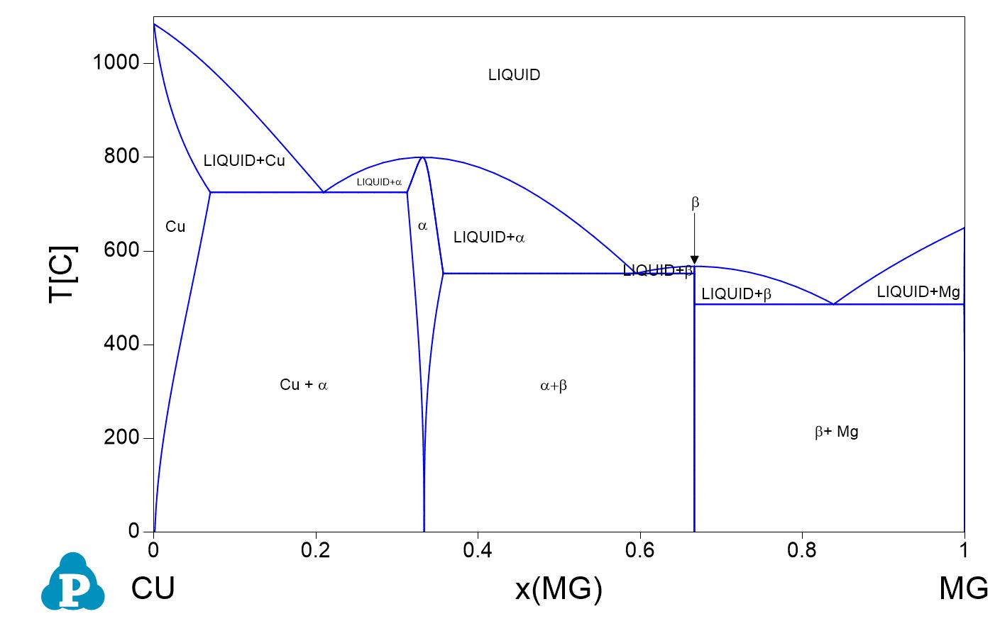 1000
LIQUID
800
LIQUID+Cu
LIQUID+α
β
Cu
α
LIQUID+α
600
LIQUID+β
LIQUID+β
LIQUID+Mg
T[C]
400
Cu + α
α+β
200
β+ Mg
0
0 0.2 0.4 0.6 0.8 1
P CU x(MG) MG